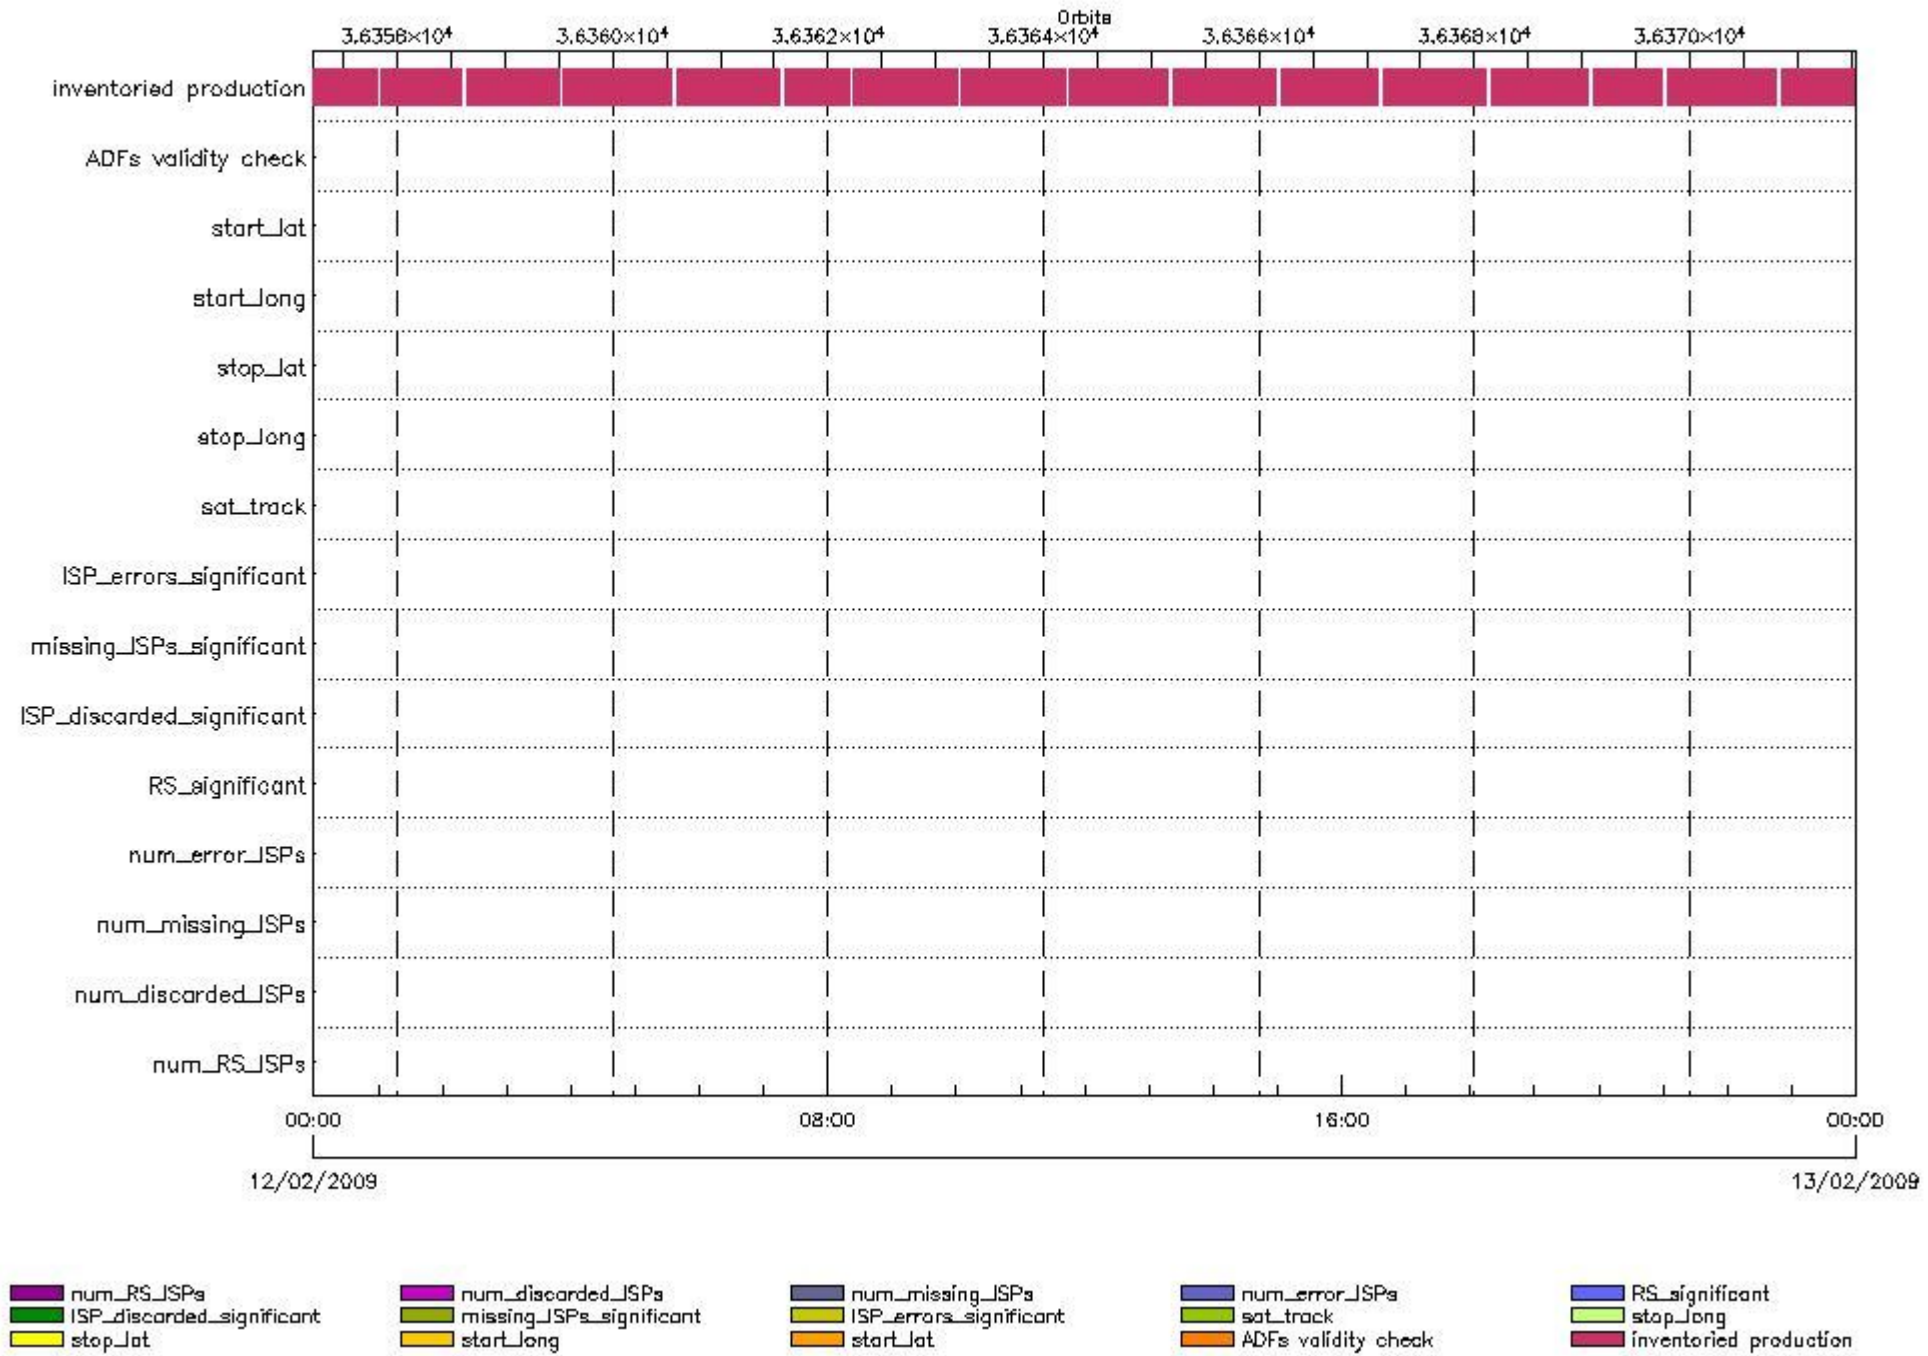 Orbits
3.6358×10⁴ 3.6360×10⁴ 3.6362×10⁴ 3.6364×10⁴ 3.6366×10⁴ 3.6368×10⁴ 3.6370×10⁴
inventoried production
ADFs validity check
start_lat
start_long
stop_lat
stop_long
sat_track
ISP_errors_significant
missing_ISPs_significant
ISP_discarded_significant
RS_significant
num_error_ISPs
num_missing_ISPs
num_discarded_ISPs
num_RS_ISPs
00:00 08:00 16:00 00:00
12/02/2009 13/02/2009
num_RS_ISPs num_discarded_ISPs num_missing_ISPs num_error_ISPs RS_significant
ISP_discarded_significant missing_ISPs_significant ISP_errors_significant sat_track stop_long
stop_lat start_long start_lat ADFs validity check inventoried production